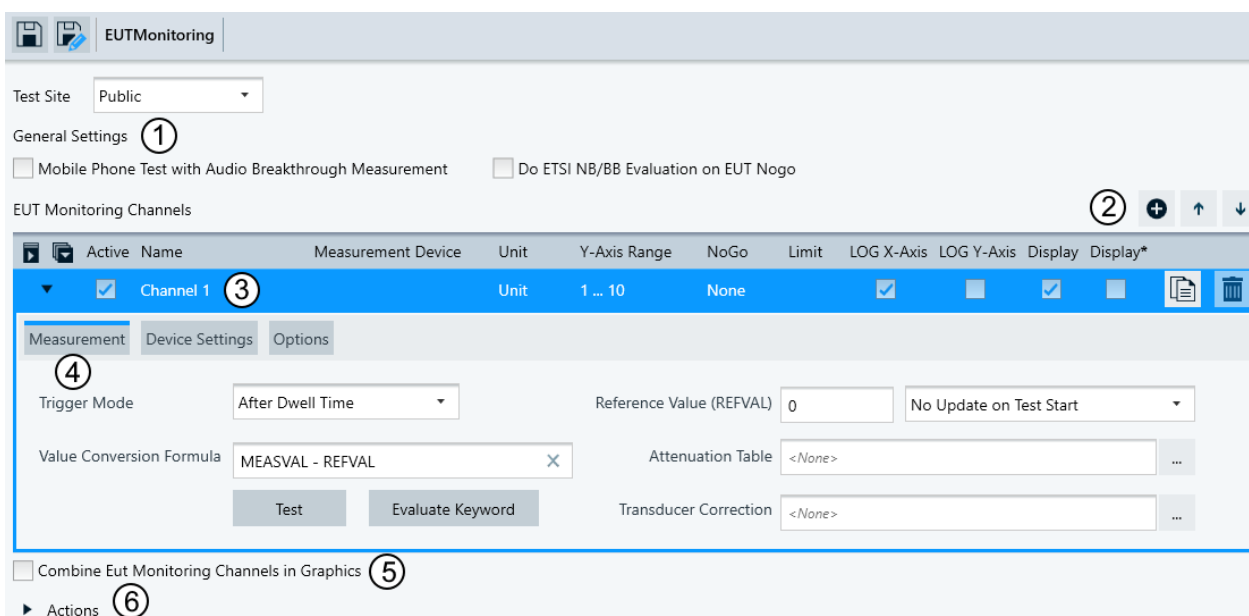 EUTMonitoring
Test Site Public
General Settings 1
Mobile Phone Test with Audio Breakthrough Measurement Do ETSI NB/BB Evaluation on EUT Nogo
EUT Monitoring Channels 2
Active Name Measurement Device Unit Y-Axis Range NoGo Limit LOG X-Axis LOG Y-Axis Display Display*
Channel 1 3 Unit 1 ... 10 None
Measurement Device Settings Options
4
Trigger Mode After Dwell Time Reference Value (REFVAL) 0 No Update on Test Start
Value Conversion Formula MEASVAL - REFVAL Attenuation Table <None> ...
Test Evaluate Keyword Transducer Correction <None> ...
Combine Eut Monitoring Channels in Graphics 5
Actions 6